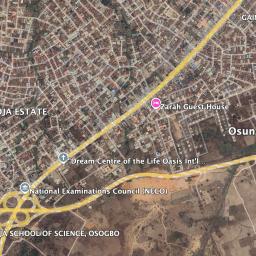 GAI
Zarah Guest House
OJA ESTATE
Osun
Dream Centre of the Life Oasis Int'l
National Examinations Council (NECO)
A SCHOOL OF SCIENCE, OSOGBO